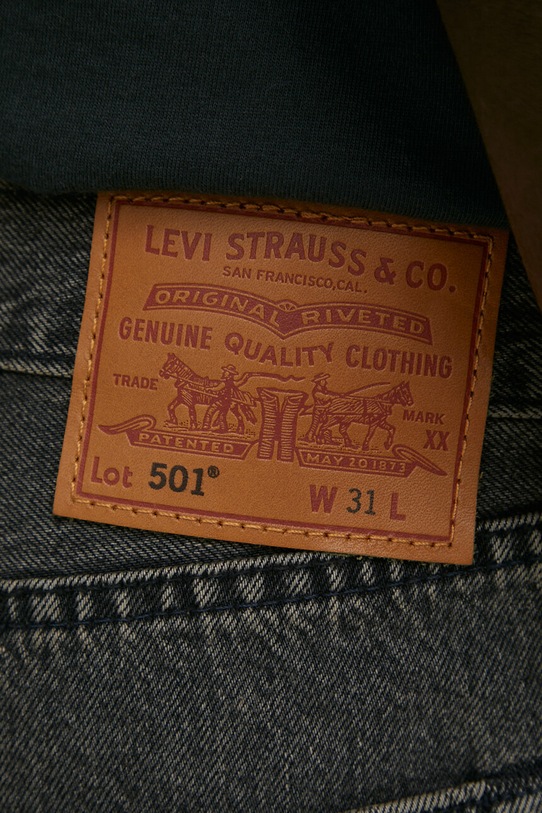 LEVI STRAUSS & CO.
SAN FRANCISCO, CAL.
ORIGINAL RIVETED
GENUINE QUALITY CLOTHING
TRADE MARK
XX
PATENTED MAY 20 1873
Lot 501® W 31 L